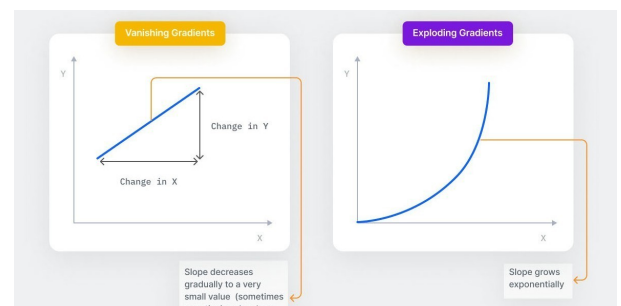 Vanishing Gradients
Y
Change in Y
Change in X
X
Slope decreases
gradually to a very
small value (sometimes
Exploding Gradients
Y
X
Slope grows
exponentially